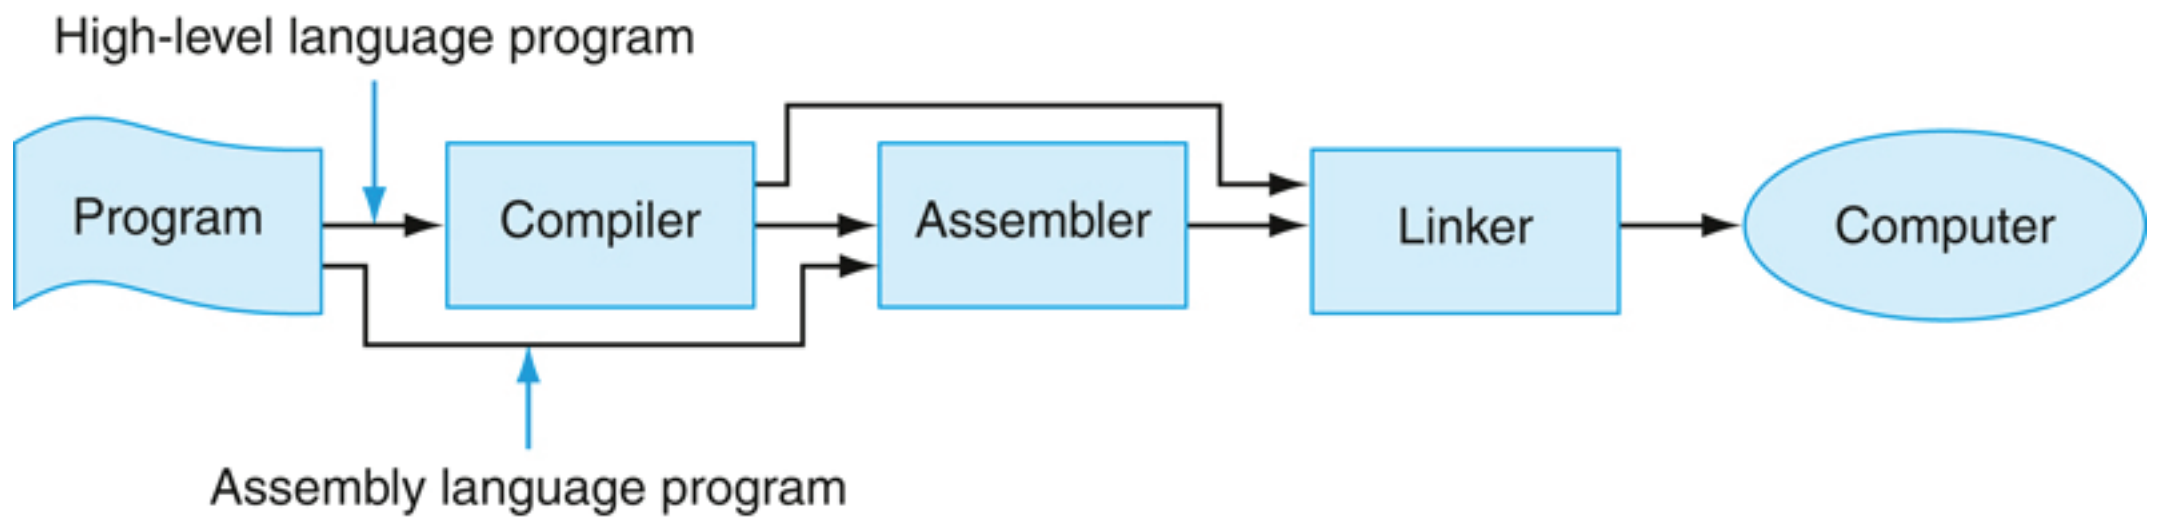 High-level language program
Program
Compiler
Assembler
Linker
Computer
Assembly language program